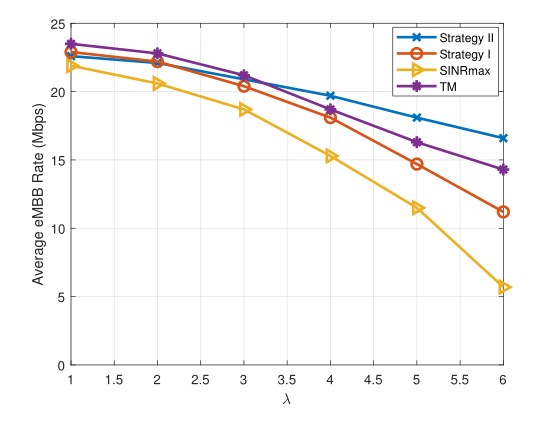 25
20
15
10
5
0
Average eMBB Rate (Mbps)
Strategy II
Strategy I
SINRmax
TM
1 1.5 2 2.5 3 3.5 4 4.5 5 5.5 6
λ